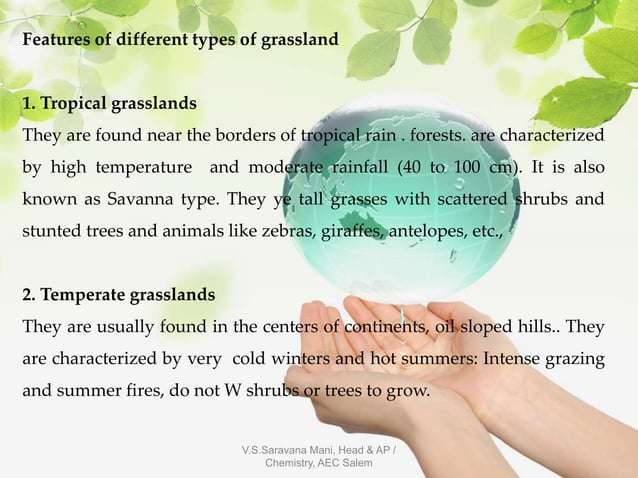 Features of different types of grassland
1. Tropical grasslands
They are found near the borders of tropical rain . forests. are characterized
by high temperature and moderate rainfall (40 to 100 cm). It is also
known as Savanna type. They ye tall grasses with scattered shrubs and
stunted trees and animals like zebras, giraffes, antelopes, etc.,
2. Temperate grasslands
They are usually found in the centers of continents, oil sloped hills.. They
are characterized by very cold winters and hot summers: Intense grazing
and summer fires, do not W shrubs or trees to grow.
V.S.Saravana Mani, Head & AP /
Chemistry, AEC Salem